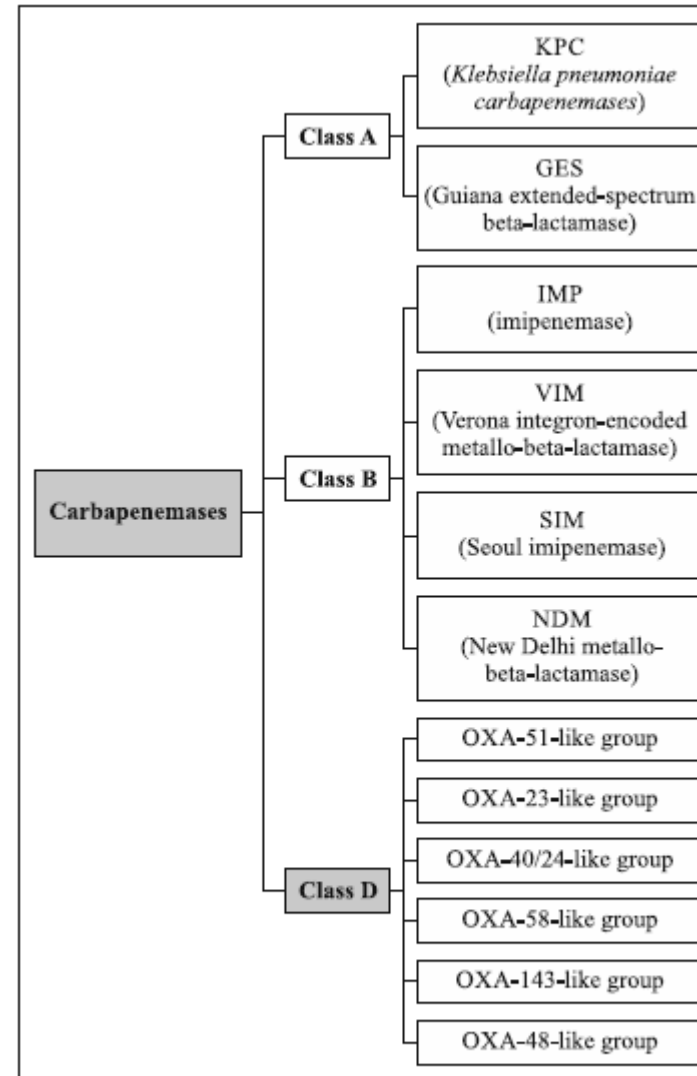 KPC
(Klebsiella pneumoniae
carbapenemases)
Class A
GES
(Guiana extended-spectrum
beta-lactamase)
IMP
(imipenemase)
VIM
(Verona integron-encoded
metallo-beta-lactamase)
Carbapenemases
Class B
SIM
(Seoul imipenemase)
NDM
(New Delhi metallo-
beta-lactamase)
OXA-51-like group
OXA-23-like group
OXA-40/24-like group
Class D
OXA-58-like group
OXA-143-like group
OXA-48-like group